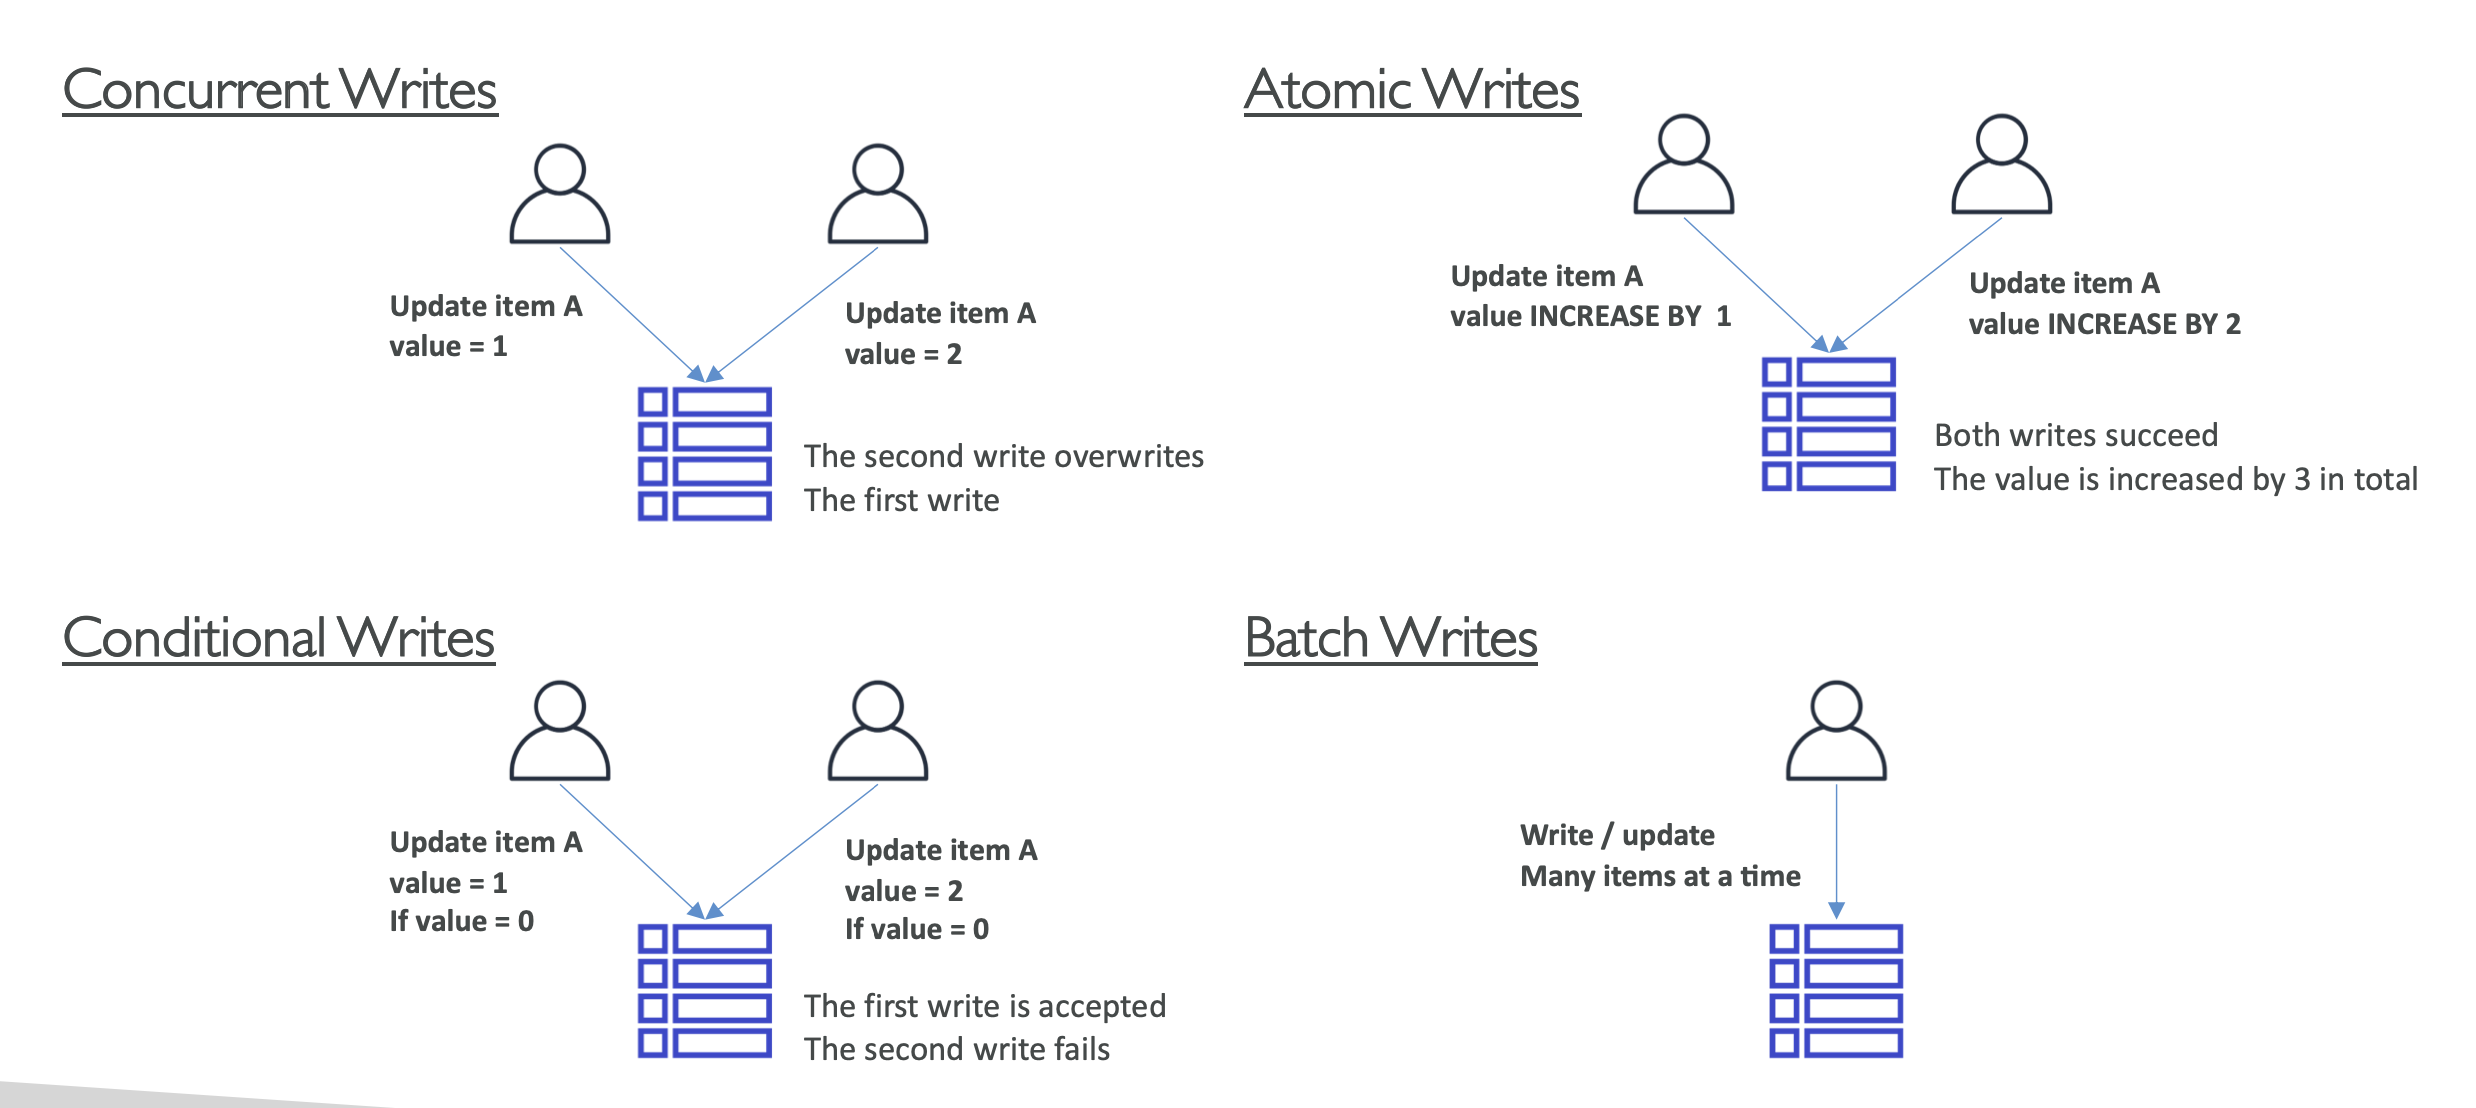 Concurrent Writes
Update item A
value = 1
Update item A
value = 2
The second write overwrites
The first write
Atomic Writes
Update item A
value INCREASE BY  1
Update item A
value INCREASE BY 2
Both writes succeed
The value is increased by 3 in total
Conditional Writes
Update item A
value = 1
If value = 0
Update item A
value = 2
If value = 0
The first write is accepted
The second write fails
Batch Writes
Write / update
Many items at a time